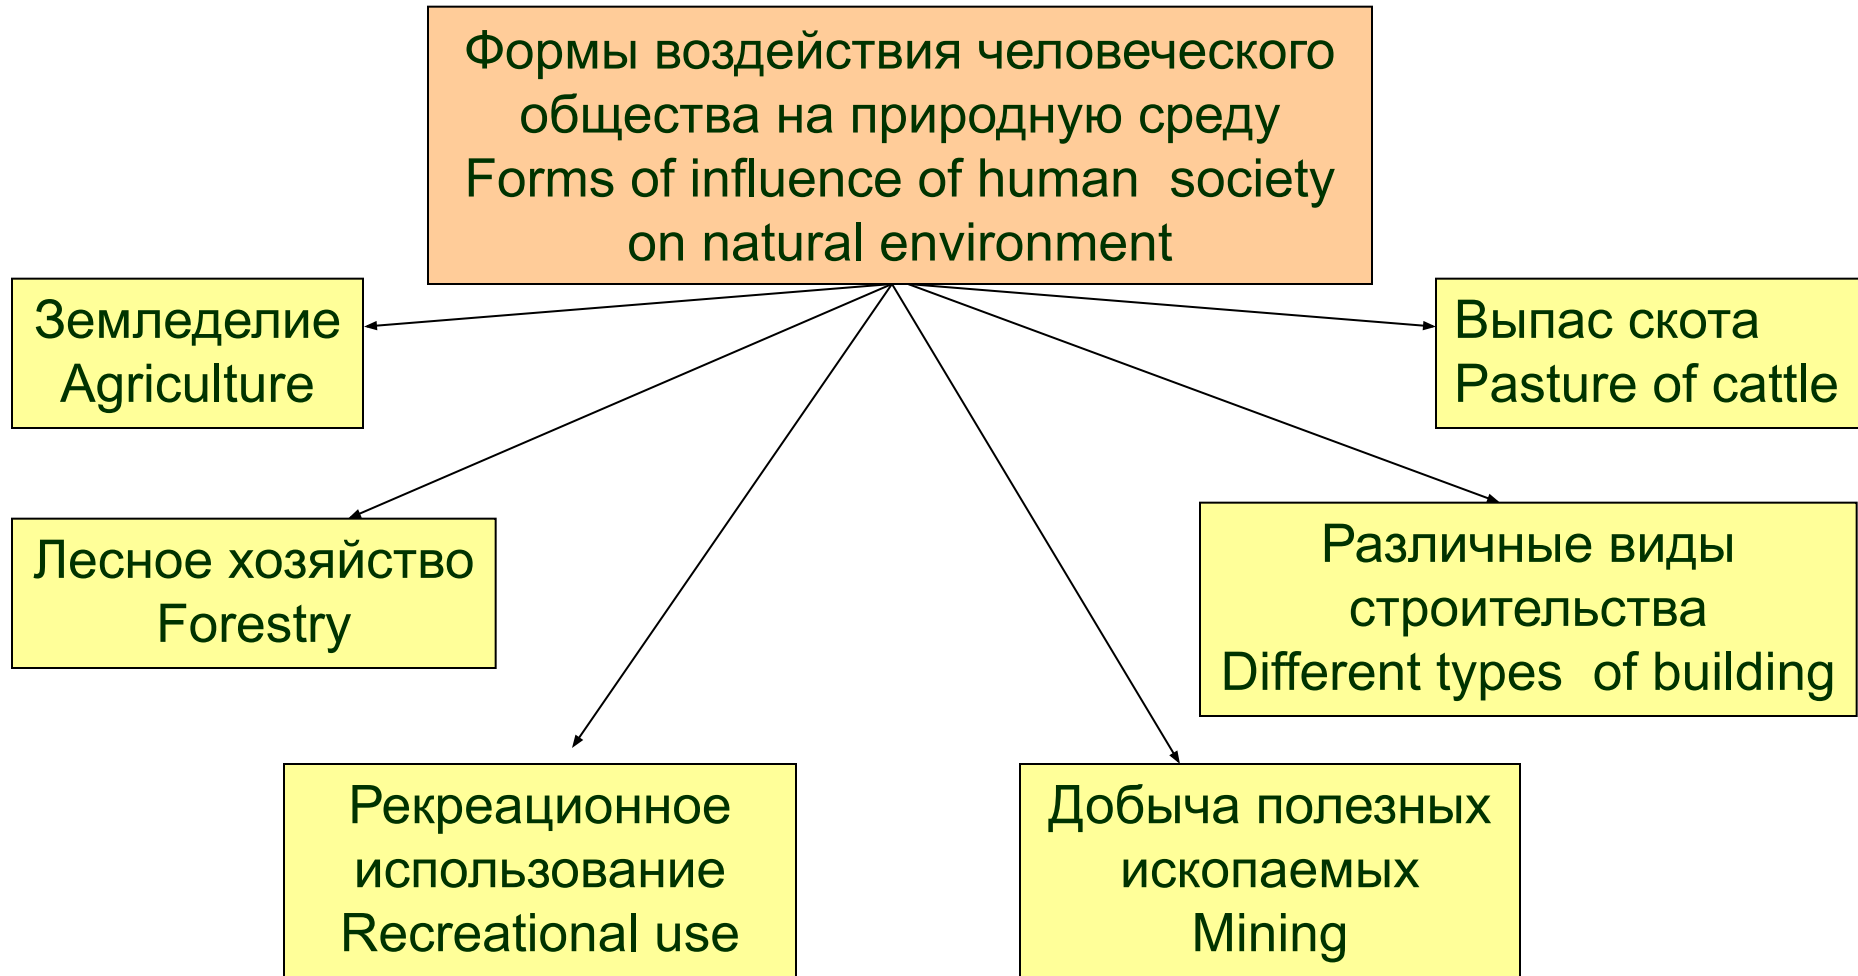 Формы воздействия человеческого
общества на природную среду
Forms of influence of human  society
on natural environment
Земледелие
Agriculture
Выпас скота
Pasture of cattle
Лесное хозяйство
Forestry
Различные виды
строительства
Different types  of building
Рекреационное
использование
Recreational use
Добыча полезных
ископаемых
Mining